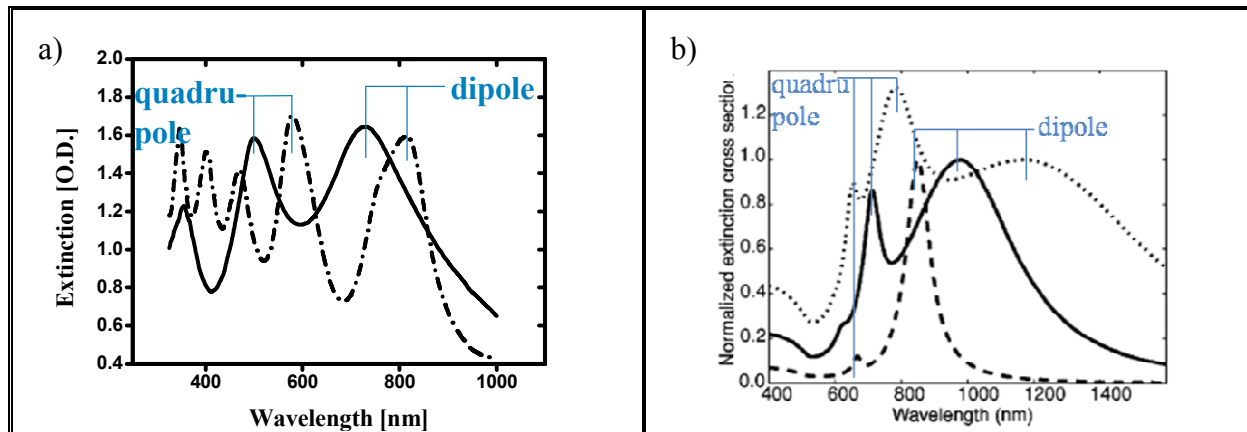 a)
quadru-
pole
dipole
2.0
1.8
1.6
1.4
1.2
1.0
0.8
0.6
0.4
Extinction [O.D.]
400 600 800 1000
Wavelength [nm]
b)
quadru
pole
dipole
1.2
1.0
0.8
0.6
0.4
0.2
0.0
Normalized extinction cross section
400 600 800 1000 1200 1400
Wavelength (nm)